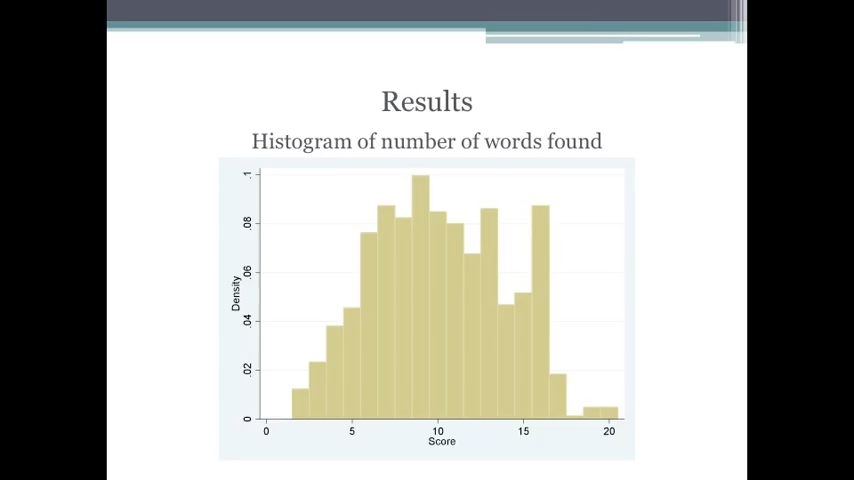 Results
Histogram of number of words found
.1
.08
.06
.04
.02
0
Density
0 5 10 15 20
Score